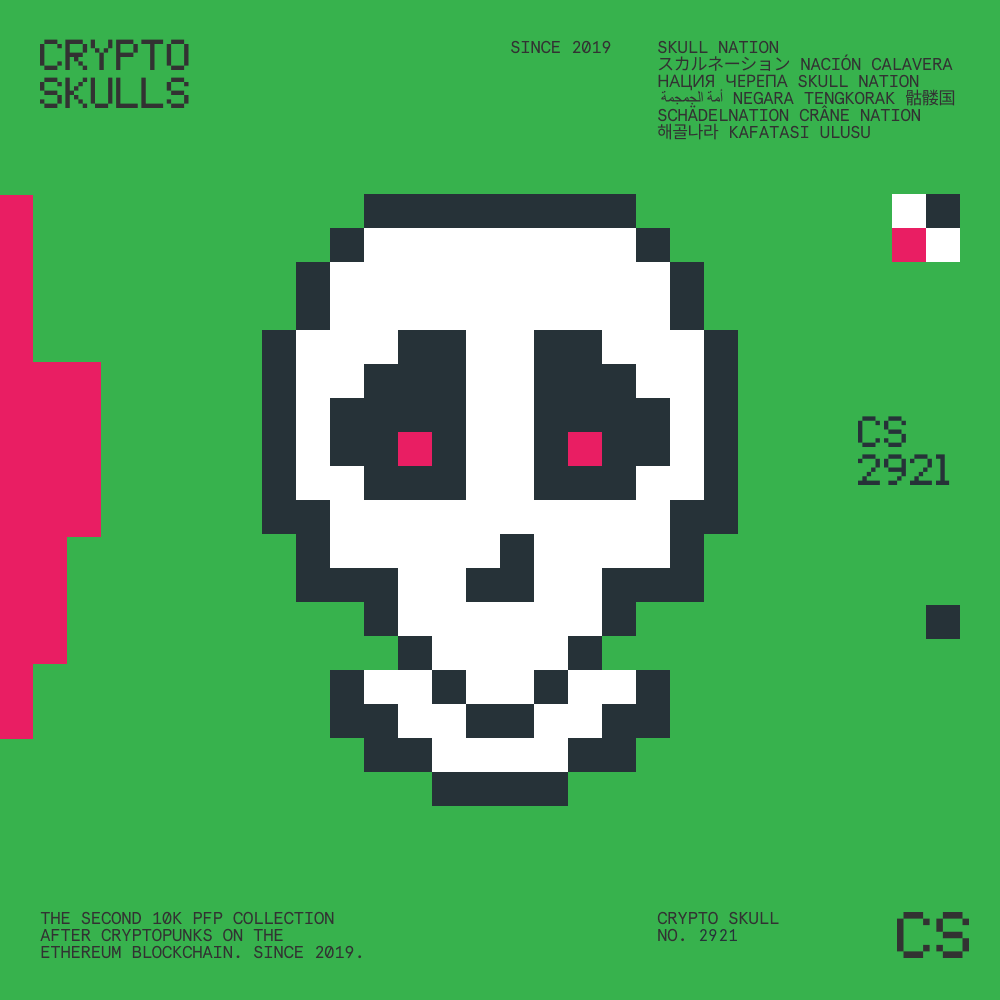 CRYPTO
SKULLS
SINCE 2019
SKULL NATION
スカルネーション NACIÓN CALAVERA
НАЦИЯ ЧЕРЕПА SKULL NATION
أمة الجمجمة NEGARA TENGKORAK 骷髅国
SCHÄDELNATION CRÂNE NATION
해골나라 KAFATASI ULUSU
CS
2921
THE SECOND 10K PFP COLLECTION
AFTER CRYPTOPUNKS ON THE
ETHEREUM BLOCKCHAIN. SINCE 2019.
CRYPTO SKULL
NO. 2921
CS